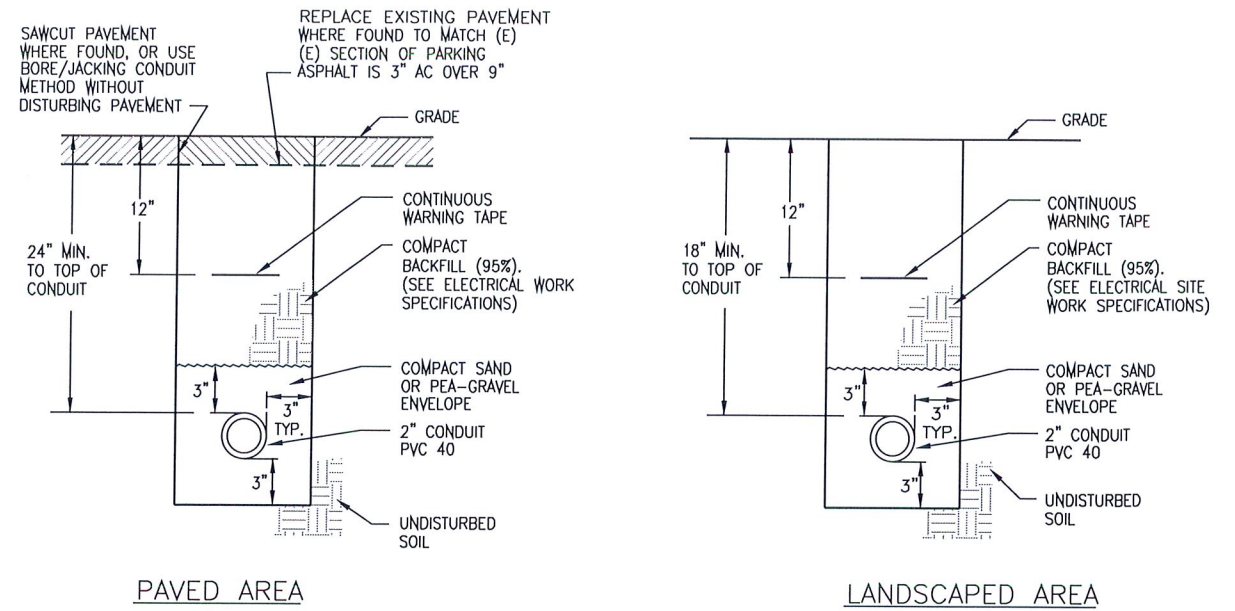 SAWCUT PAVEMENT
WHERE FOUND, OR USE
BORE/JACKING CONDUIT
METHOD WITHOUT
DISTURBING PAVEMENT
REPLACE EXISTING PAVEMENT
WHERE FOUND TO MATCH (E)
(E) SECTION OF PARKING
ASPHALT IS 3" AC OVER 9"
GRADE
12"
24" MIN.
TO TOP OF
CONDUIT
CONTINUOUS
WARNING TAPE
COMPACT
BACKFILL (95%).
(SEE ELECTRICAL WORK
SPECIFICATIONS)
COMPACT SAND
OR PEA-GRAVEL
ENVELOPE
3"
3"
TYP.
2" CONDUIT
PVC 40
3"
UNDISTURBED
SOIL
PAVED AREA
GRADE
12"
18" MIN.
TO TOP OF
CONDUIT
CONTINUOUS
WARNING TAPE
COMPACT
BACKFILL (95%).
(SEE ELECTRICAL SITE
WORK SPECIFICATIONS)
COMPACT SAND
OR PEA-GRAVEL
ENVELOPE
3"
3"
TYP.
2" CONDUIT
PVC 40
3"
UNDISTURBED
SOIL
LANDSCAPED AREA